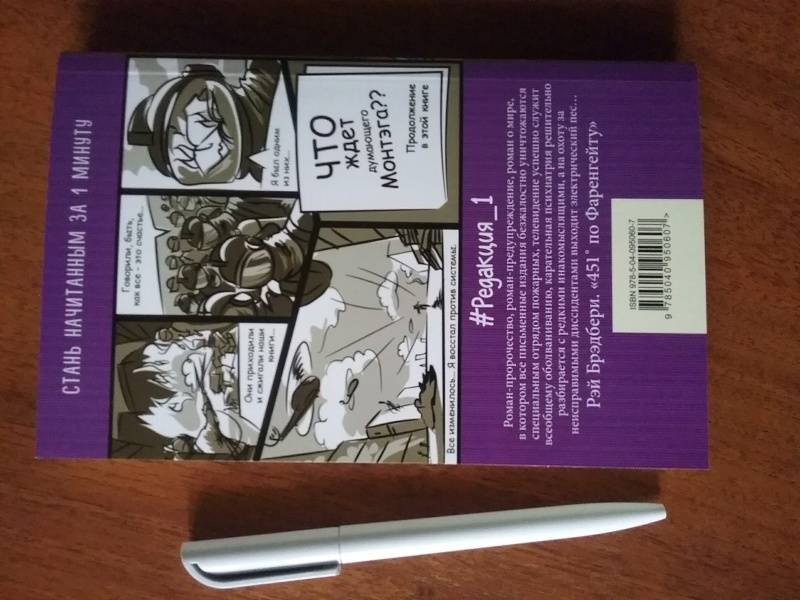 СТАНЬ НАЧИТАННЫМ ЗА 1 МИНУТУ
Они приходили
и сжигали наши
книги...
Говорили, быть,
как все - это счастье...
Я был одним
из них...
ЧТО
ждет
думающего
Монтэга??
Продолжение
в этой книге
Все изменилось... Я восстал против системы.
#Редакция_1
Роман-пророчество, роман-предупреждение, роман о мире,
в котором все письменные издания безжалостно уничтожаются
специальным отрядом пожарных, телевидение успешно служит
всеобщему оболваниванию, карательная психиатрия решительно
разбирается с редкими инакомыслящими, а на охоту за
неисправимыми диссидентами выходит электрический пес...
Рэй Брэдбери. «451° по Фаренгейту»
ISBN 978-5-04-095060-7
9 785040 950607 >